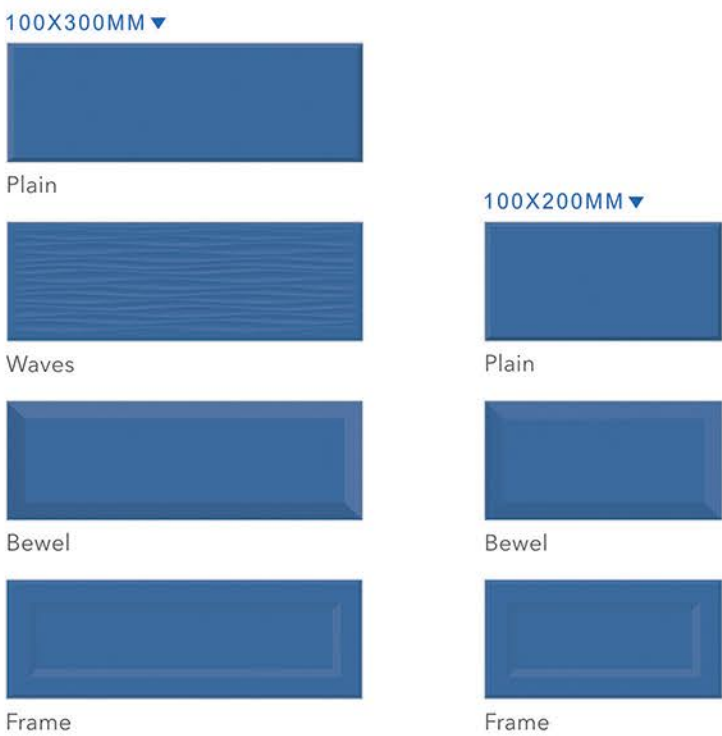 100X300MM▼
Plain
Waves
Bewel
Frame
100X200MM▼
Plain
Bewel
Frame